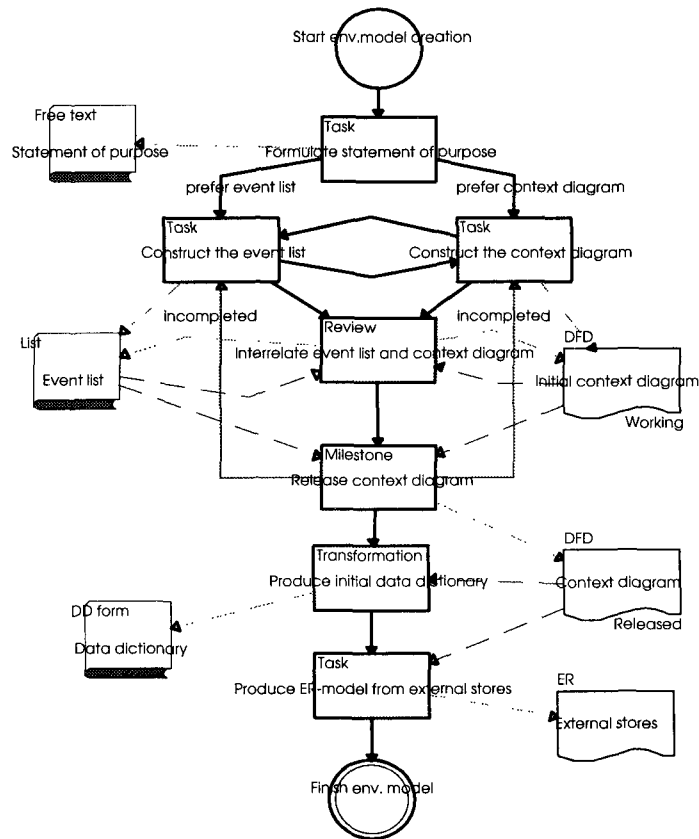 Start env.model creation
Free text
Statement of purpose
Task
Formulate statement of purpose
prefer event list
prefer context diagram
Task
Construct the event list
Task
Construct the context diagram
incompleted
incompleted
List
Event list
Review
Interrelate event list and context diagram
DFD
Initial context diagram
Working
Milestone
Release context diagram
Transformation
Produce initial data dictionary
DFD
Context diagram
Released
DD form
Data dictionary
Task
Produce ER-model from external stores
ER
External stores
Finish env. model